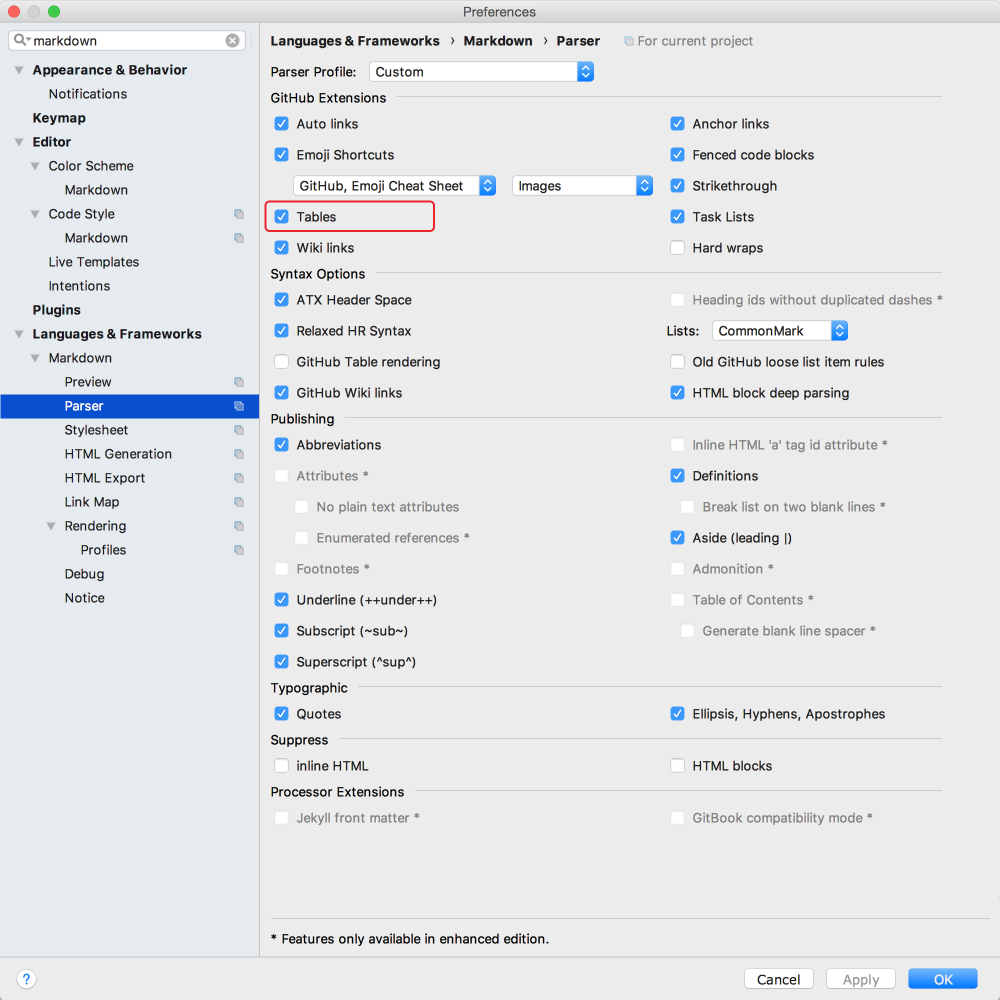 Preferences
markdown
Appearance & Behavior
Notifications
Keymap
Editor
Color Scheme
Markdown
Code Style
Markdown
Live Templates
Intentions
Plugins
Languages & Frameworks
Markdown
Preview
Parser
Stylesheet
HTML Generation
HTML Export
Link Map
Rendering
Profiles
Debug
Notice
Languages & Frameworks › Markdown › Parser For current project
Parser Profile: Custom
GitHub Extensions
Auto links Anchor links
Emoji Shortcuts Fenced code blocks
GitHub, Emoji Cheat Sheet Images Strikethrough
Tables Task Lists
Wiki links Hard wraps
Syntax Options
ATX Header Space Heading ids without duplicated dashes *
Relaxed HR Syntax Lists: CommonMark
GitHub Table rendering Old GitHub loose list item rules
GitHub Wiki links HTML block deep parsing
Publishing
Abbreviations Inline HTML 'a' tag id attribute *
Attributes * Definitions
No plain text attributes Break list on two blank lines *
Enumerated references * Aside (leading |)
Footnotes * Admonition *
Underline (++under++) Table of Contents *
Subscript (~sub~) Generate blank line spacer *
Superscript (^sup^)
Typographic
Quotes Ellipsis, Hyphens, Apostrophes
Suppress
inline HTML HTML blocks
Processor Extensions
Jekyll front matter * GitBook compatibility mode *
* Features only available in enhanced edition.
? Cancel Apply OK